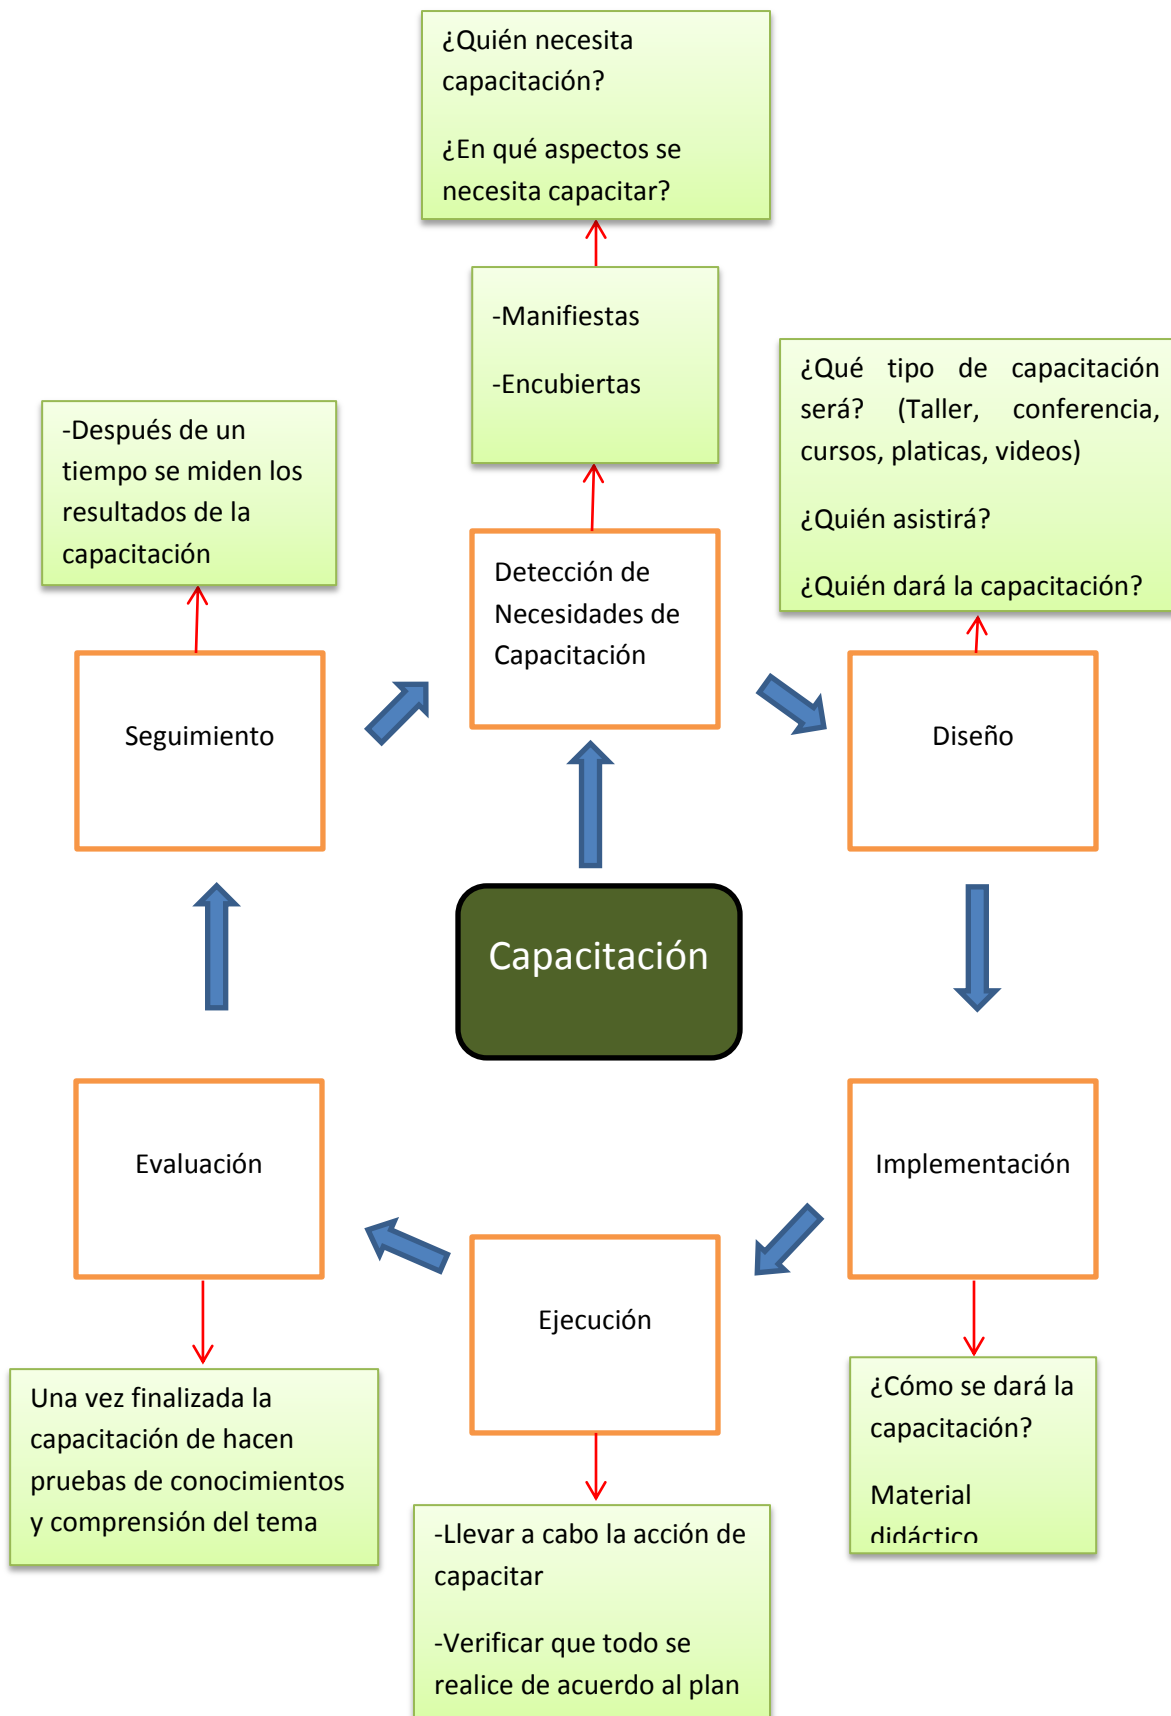 ¿Quién necesita
capacitación?
¿En qué aspectos se
necesita capacitar?
-Manifiestas
-Encubiertas
¿Qué tipo de capacitación
será? (Taller, conferencia,
cursos, platicas, videos)
¿Quién asistirá?
¿Quién dará la capacitación?
-Después de un
tiempo se miden los
resultados de la
capacitación
Detección de
Necesidades de
Capacitación
Seguimiento
Diseño
Capacitación
Evaluación
Implementación
Ejecución
Una vez finalizada la
capacitación de hacen
pruebas de conocimientos
y comprensión del tema
¿Cómo se dará la
capacitación?
Material
didáctico
-Llevar a cabo la acción de
capacitar
-Verificar que todo se
realice de acuerdo al plan